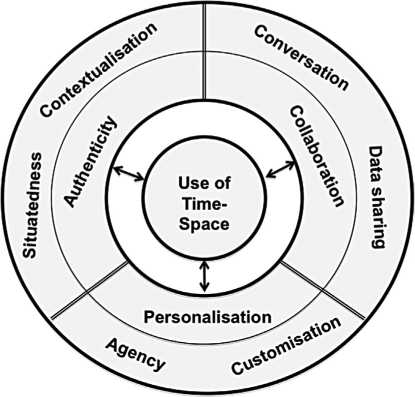 Contextualisation
Conversation
Authenticity
Collaboration
Situatedness
Data sharing
Use of
Time-
Space
Personalisation
Agency
Customisation